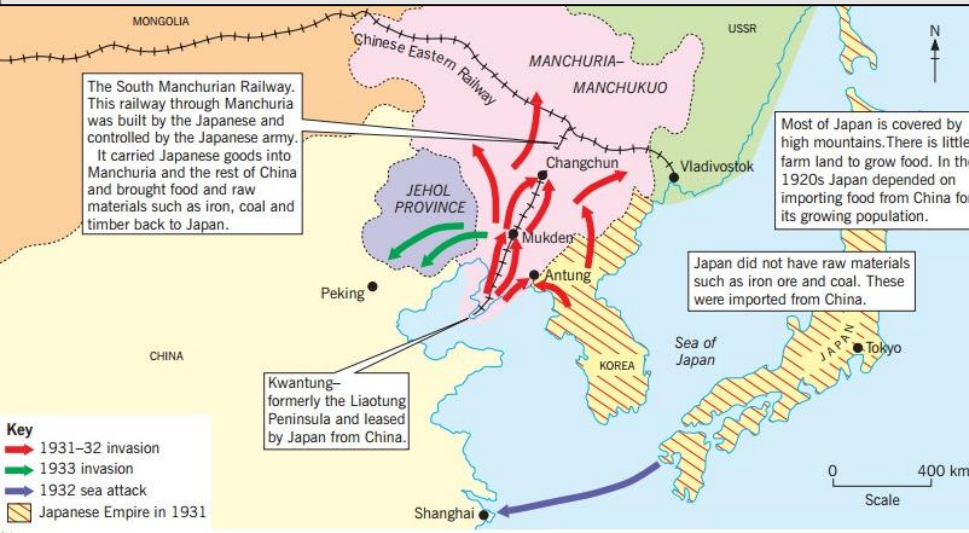 MONGOLIA
USSR
N
Chinese Eastern Railway
MANCHURIA–
MANCHUKUO
The South Manchurian Railway.
This railway through Manchuria
was built by the Japanese and
controlled by the Japanese army.
It carried Japanese goods into
Manchuria and the rest of China
and brought food and raw
materials such as iron, coal and
timber back to Japan.
Most of Japan is covered by
high mountains.There is little
farm land to grow food. In the
1920s Japan depended on
importing food from China for
its growing population.
Changchun
Vladivostok
JEHOL
PROVINCE
Mukden
Antung
Japan did not have raw materials
such as iron ore and coal. These
were imported from China.
Peking
CHINA
Sea of
Japan
JAPAN
Tokyo
KOREA
Kwantung–
formerly the Liaotung
Peninsula and leased
by Japan from China.
Key
1931–32 invasion
1933 invasion
1932 sea attack
Japanese Empire in 1931
Shanghai
0 400 km
Scale